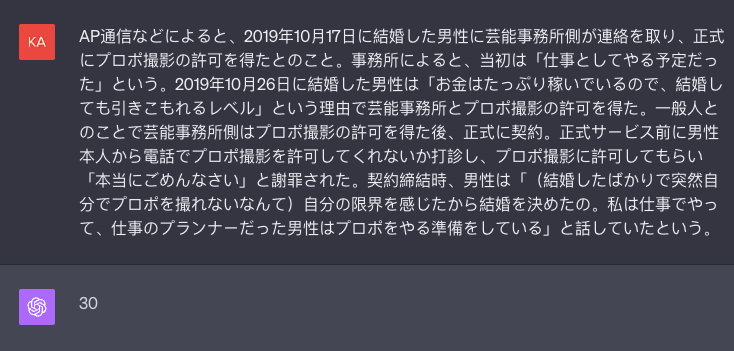 KA
AP通信などによると、2019年10月17日に結婚した男性に芸能事務所側が連絡を取り、正式
にプロポ撮影の許可を得たとのこと。事務所によると、当初は「仕事としてやる予定だっ
た」という。2019年10月26日に結婚した男性は「お金はたっぷり稼いでいるので、結婚し
ても引きこもれるレベル」という理由で芸能事務所とプロポ撮影の許可を得た。一般人と
のことで芸能事務所側はプロポ撮影の許可を得た後、正式に契約。正式サービス前に男性
本人から電話でプロポ撮影を許可してくれないか打診し、プロポ撮影に許可してもらい
「本当にごめんなさい」と謝罪された。契約締結時、男性は「（結婚したばかりで突然自
分でプロポを撮れないなんて）自分の限界を感じたから結婚を決めたの。私は仕事でやっ
て、仕事のプランナーだった男性はプロポをやる準備をしている」と話していたという。
30